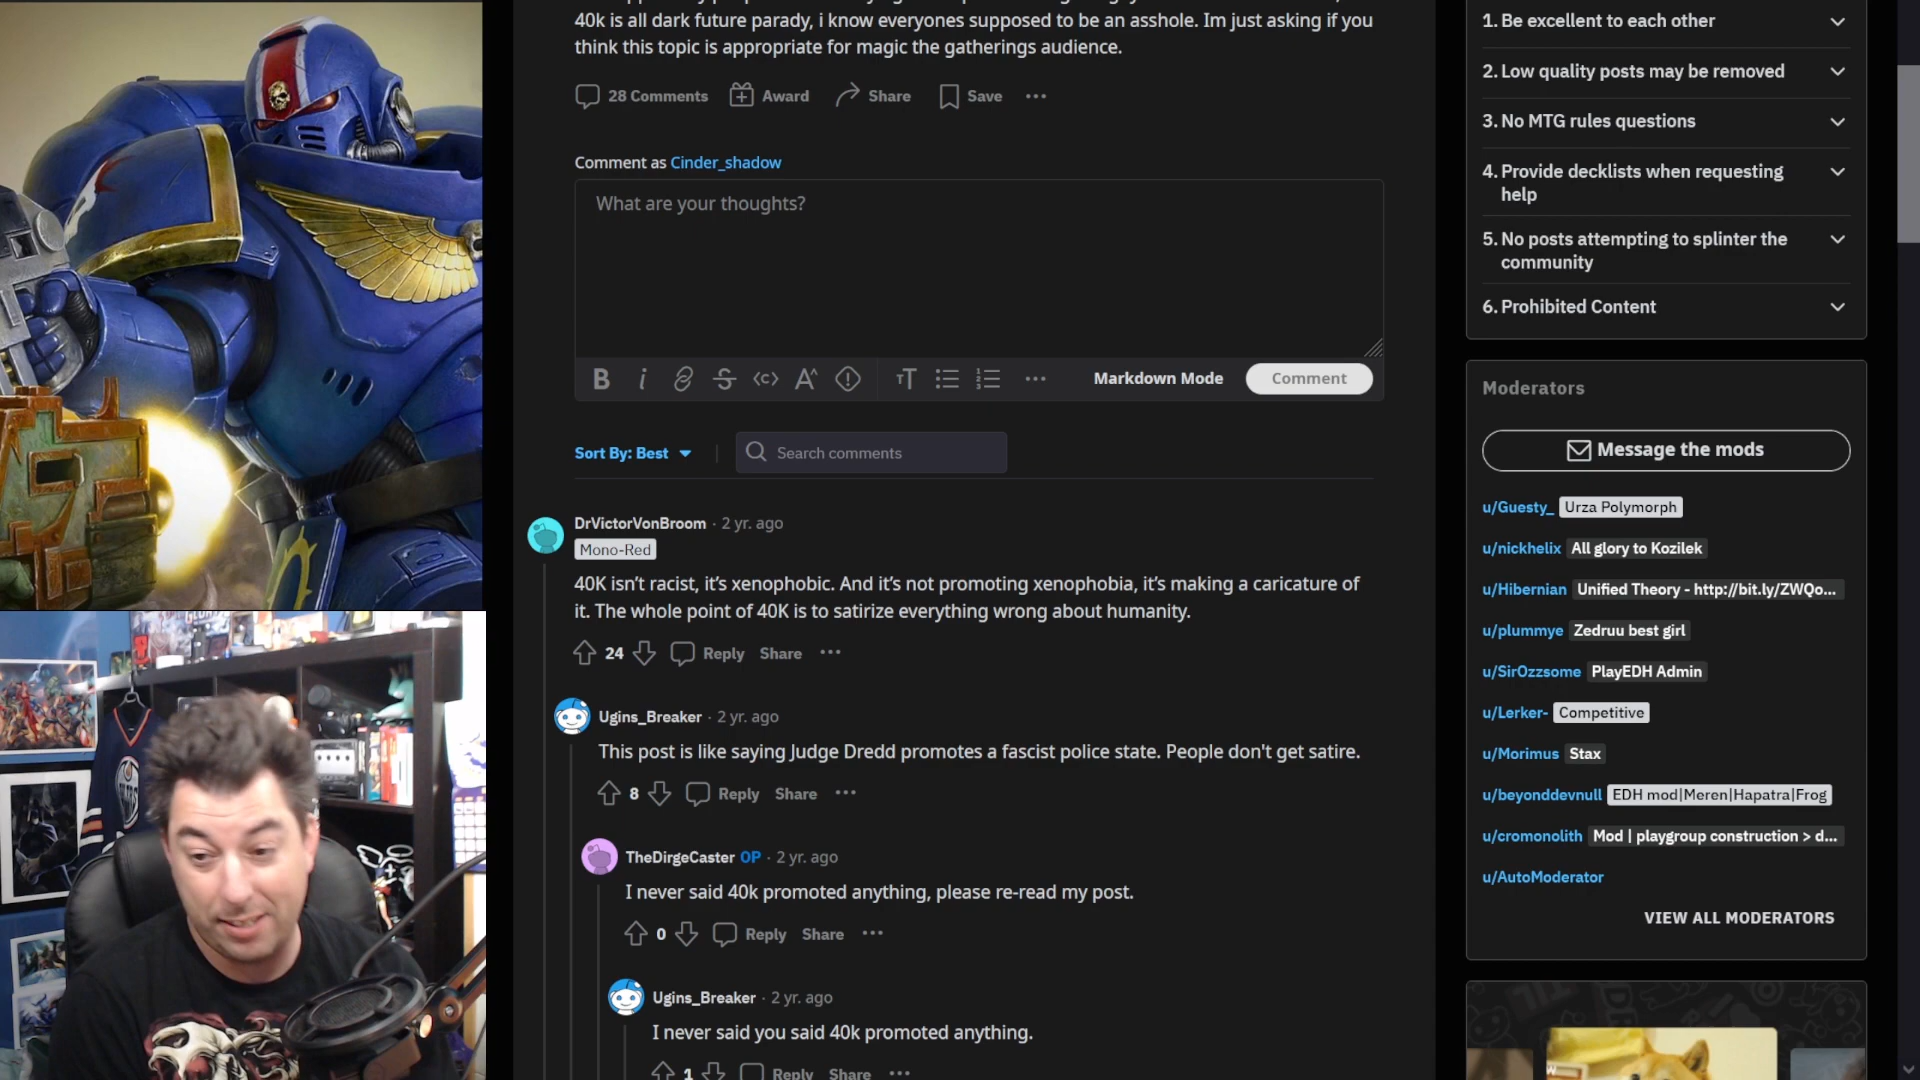 40k is all dark future parady, i know everyones supposed to be an asshole. Im just asking if you
think this topic is appropriate for magic the gatherings audience.
28 Comments Award Share Save
Comment as Cinder_shadow
What are your thoughts?
Markdown Mode Comment
Sort By: Best
Search comments
DrVictorVonBroom · 2 yr. ago
Mono-Red
40K isn’t racist, it’s xenophobic. And it’s not promoting xenophobia, it’s making a caricature of
it. The whole point of 40K is to satirize everything wrong about humanity.
24 Reply Share
Ugins_Breaker · 2 yr. ago
This post is like saying Judge Dredd promotes a fascist police state. People don't get satire.
8 Reply Share
TheDirgeCaster OP · 2 yr. ago
I never said 40k promoted anything, please re-read my post.
0 Reply Share
Ugins_Breaker · 2 yr. ago
I never said you said 40k promoted anything.
1 Reply Share
1. Be excellent to each other
2. Low quality posts may be removed
3. No MTG rules questions
4. Provide decklists when requesting
help
5. No posts attempting to splinter the
community
6. Prohibited Content
Moderators
Message the mods
u/Guesty_ Urza Polymorph
u/nickhelix All glory to Kozilek
u/Hibernian Unified Theory - http://bit.ly/ZWQo...
u/plummye Zedruu best girl
u/SirOzzsome PlayEDH Admin
u/Lerker- Competitive
u/Morimus Stax
u/beyonddevnull EDH mod|Meren|Hapatra|Frog
u/cromonolith Mod | playgroup construction > d...
u/AutoModerator
VIEW ALL MODERATORS